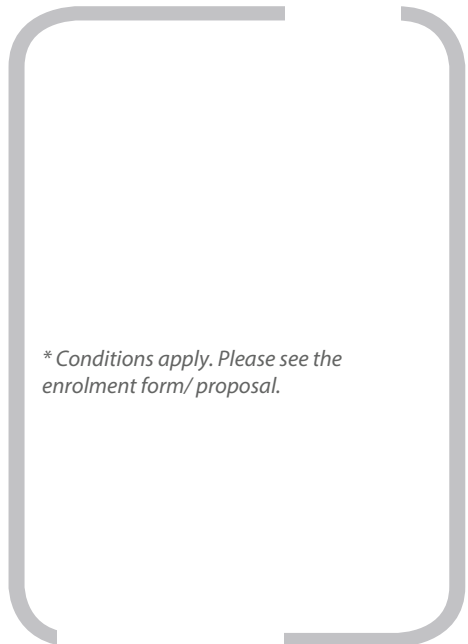 * Conditions apply. Please see the
enrolment form/ proposal.